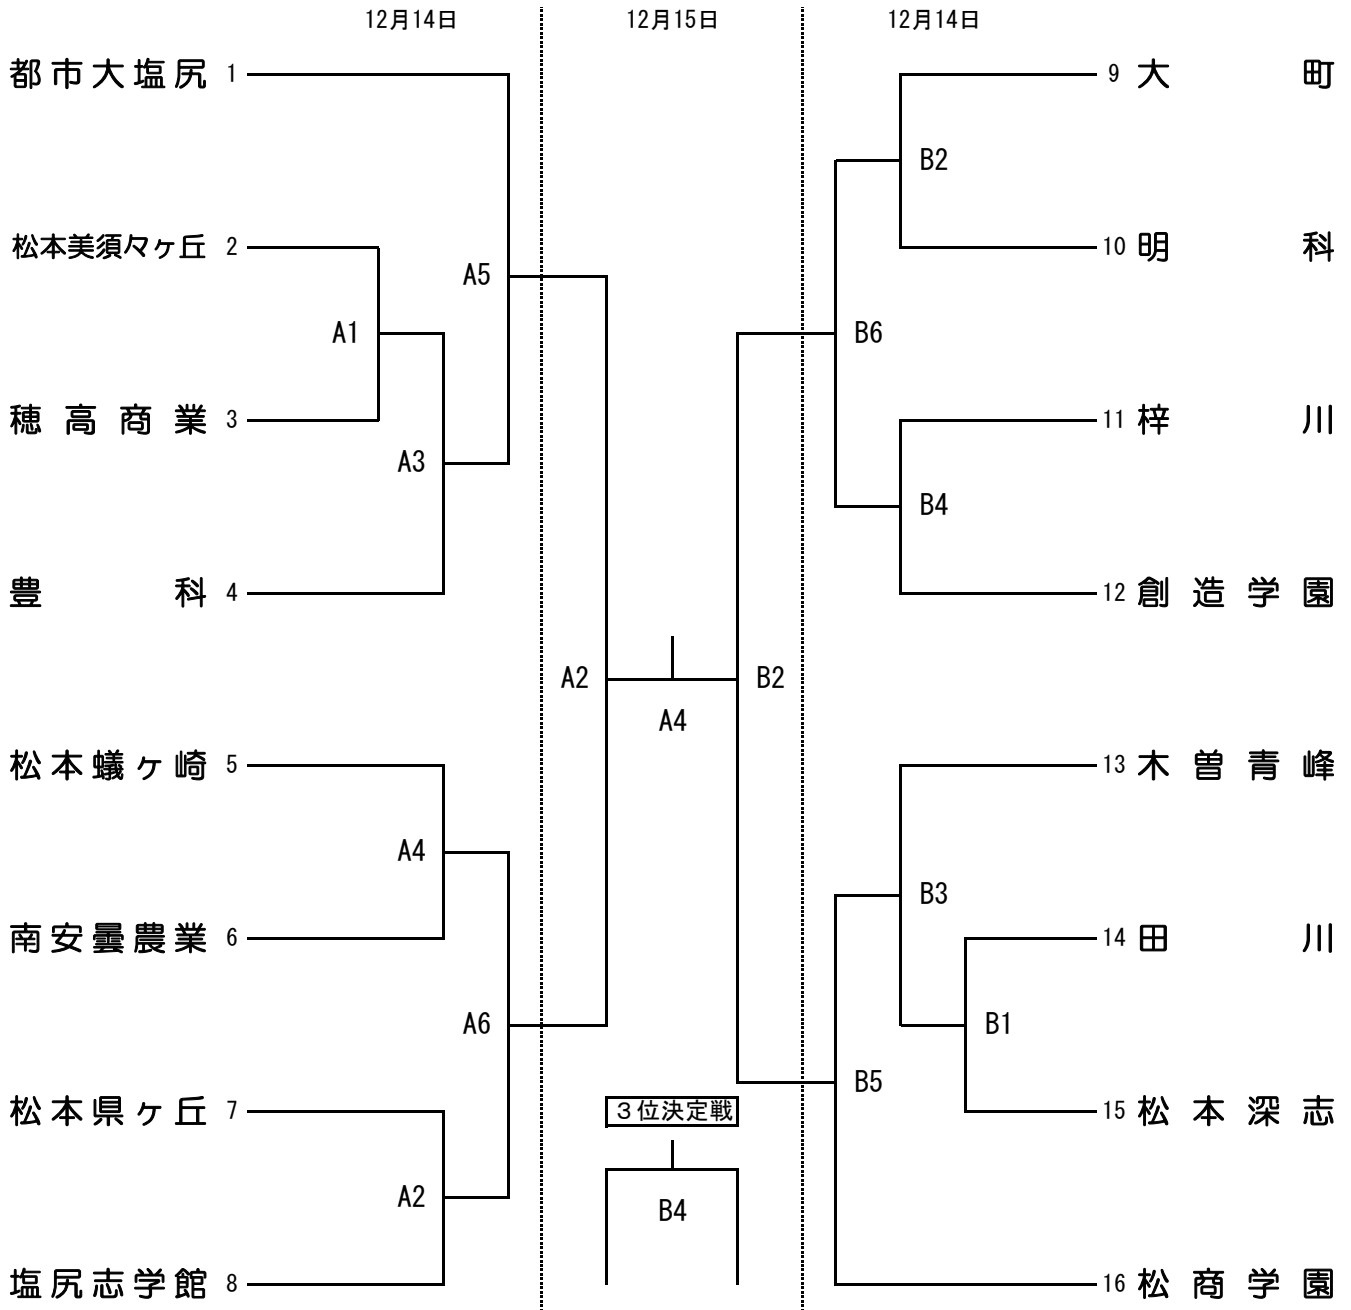 12月14日 12月15日 12月14日
都市大塩尻 1
松本美須々ヶ丘 2
穂高商業 3
豊科 4
松本蟻ヶ崎 5
南安曇農業 6
松本県ヶ丘 7
塩尻志学館 8
A1
A3
A5
A4
A6
A2
A2
A4
B2
３位決定戦
B4
B2
B6
B4
B3
B1
B5
9 大町
10 明科
11 梓川
12 創造学園
13 木曽青峰
14 田川
15 松本深志
16 松商学園